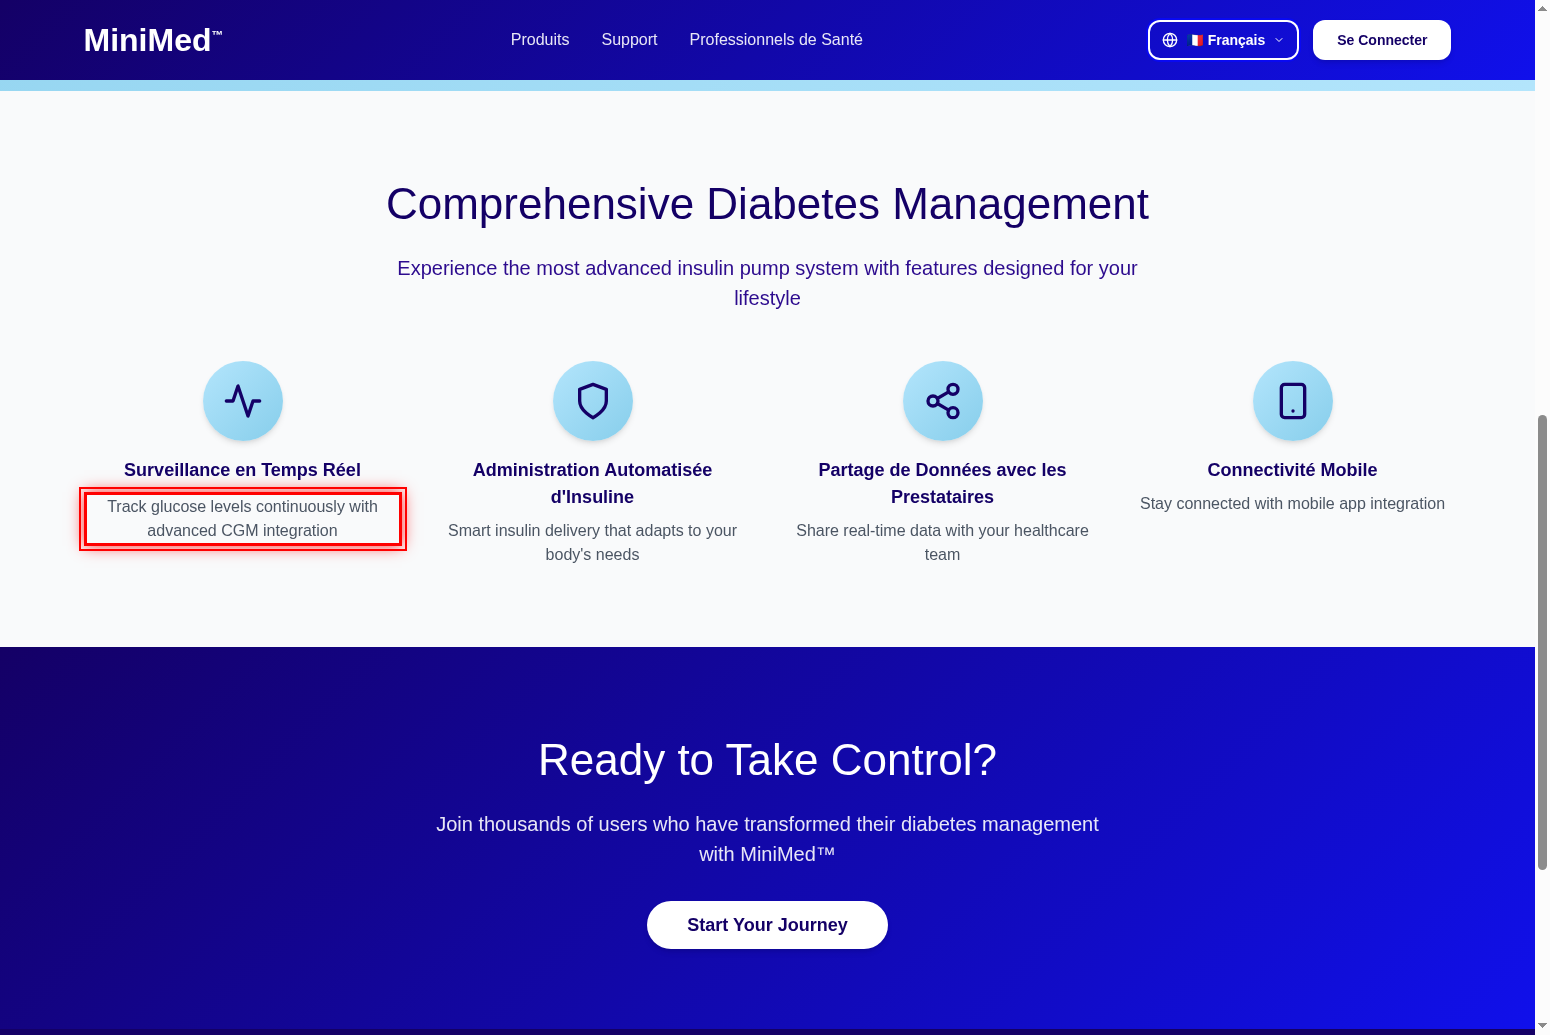 MiniMed™
Produits
Support
Professionnels de Santé
🇫🇷 Français
Se Connecter
Comprehensive Diabetes Management
Experience the most advanced insulin pump system with features designed for your
lifestyle
Surveillance en Temps Réel
Track glucose levels continuously with
advanced CGM integration
Administration Automatisée
d'Insuline
Smart insulin delivery that adapts to your
body's needs
Partage de Données avec les
Prestataires
Share real-time data with your healthcare
team
Connectivité Mobile
Stay connected with mobile app integration
Ready to Take Control?
Join thousands of users who have transformed their diabetes management
with MiniMed™
Start Your Journey